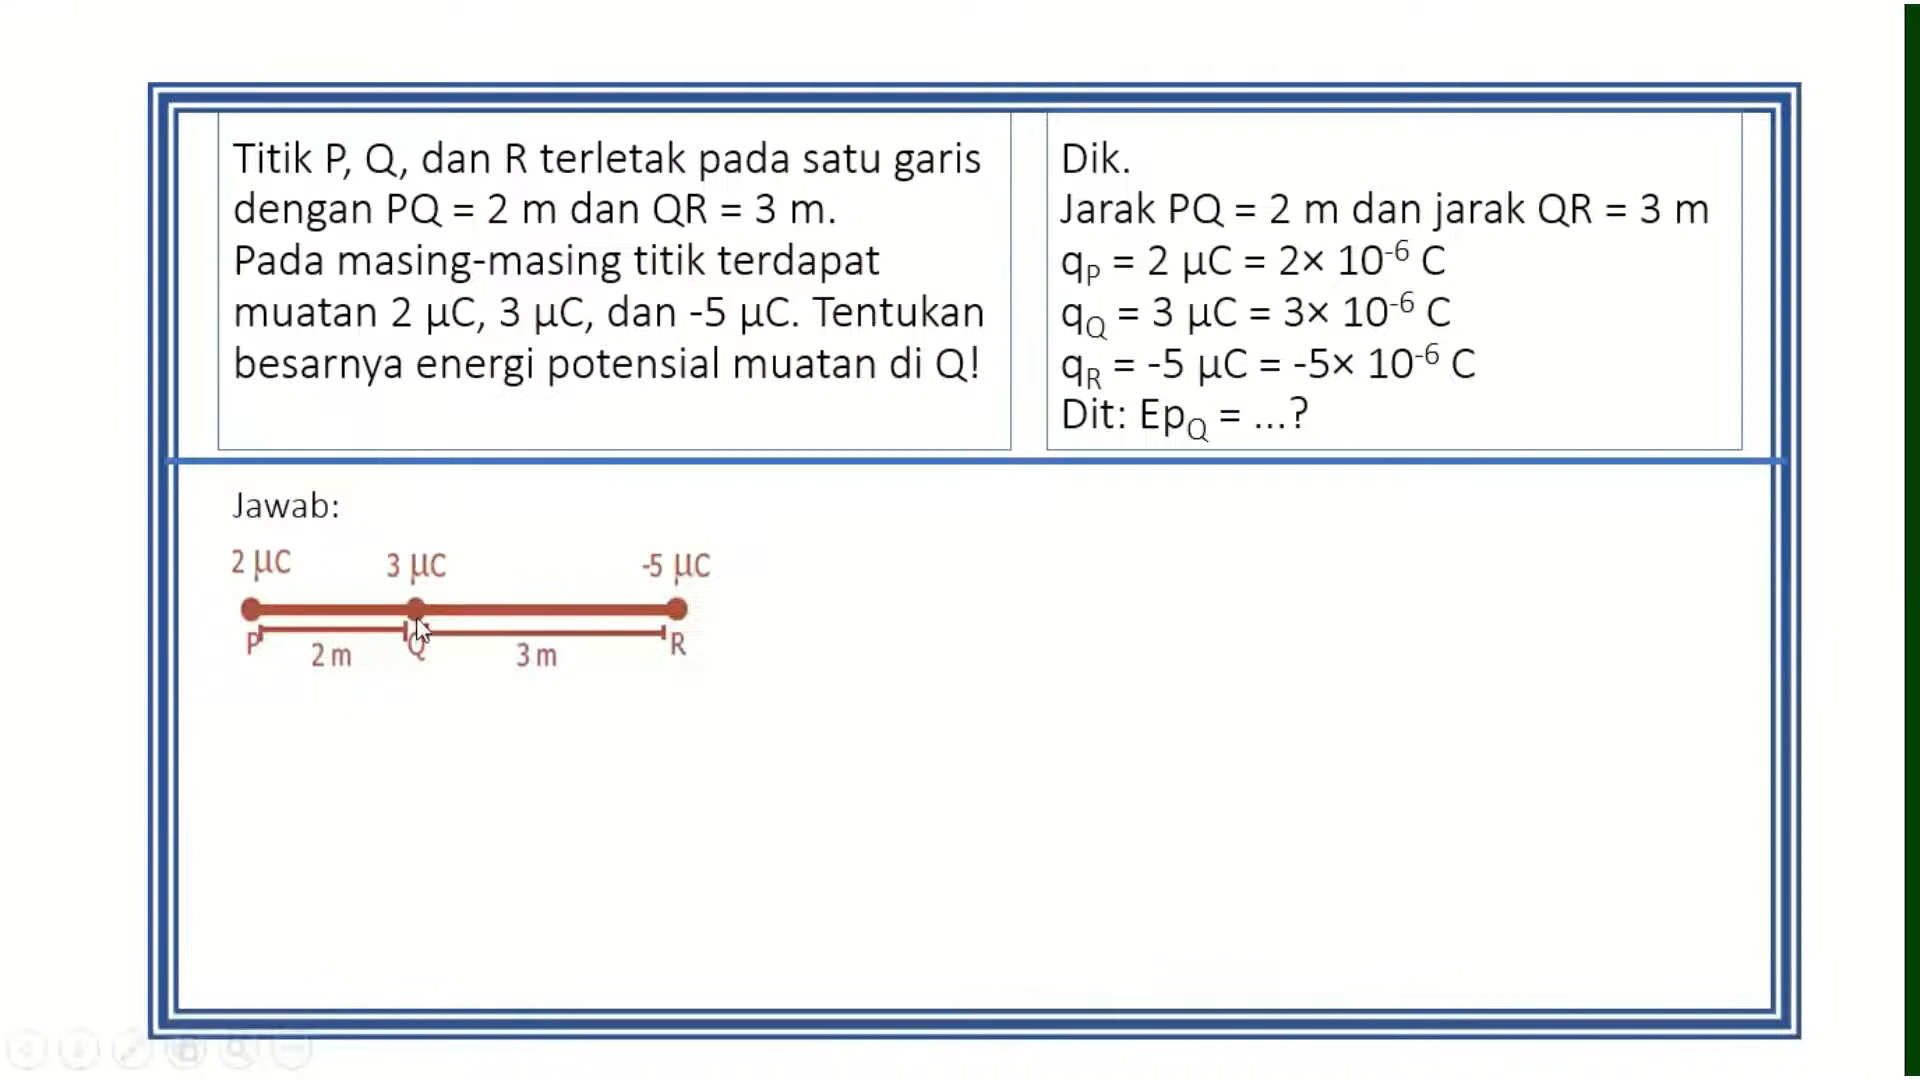 Titik P, Q, dan R terletak pada satu garis
dengan PQ = 2 m dan QR = 3 m.
Pada masing-masing titik terdapat
muatan 2 μC, 3 μC, dan -5 μC. Tentukan
besarnya energi potensial muatan di Q!
Dik.
Jarak PQ = 2 m dan jarak QR = 3 m
qP = 2 μC = 2× 10⁻⁶ C
qQ = 3 μC = 3× 10⁻⁶ C
qR = -5 μC = -5× 10⁻⁶ C
Dit: EpQ = ...?
Jawab:
2 μC 3 μC -5 μC
P Q R
2 m 3 m